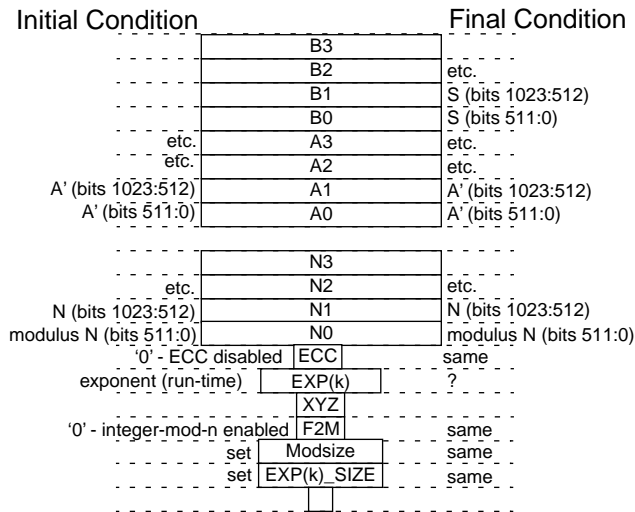 Initial Condition Final Condition
B3
B2 etc.
B1 S (bits 1023:512)
B0 S (bits 511:0)
etc. A3 etc.
etc. A2 etc.
A' (bits 1023:512) A1 A' (bits 1023:512)
A' (bits 511:0) A0 A' (bits 511:0)
N3
etc. N2 etc.
N (bits 1023:512) N1 N (bits 1023:512)
modulus N (bits 511:0) N0 modulus N (bits 511:0)
‘0’ - ECC disabled ECC same
exponent (run-time) EXP(k) ?
XYZ
‘0’ - integer-mod-n enabled F2M same
set Modsize same
set EXP(k)_SIZE same